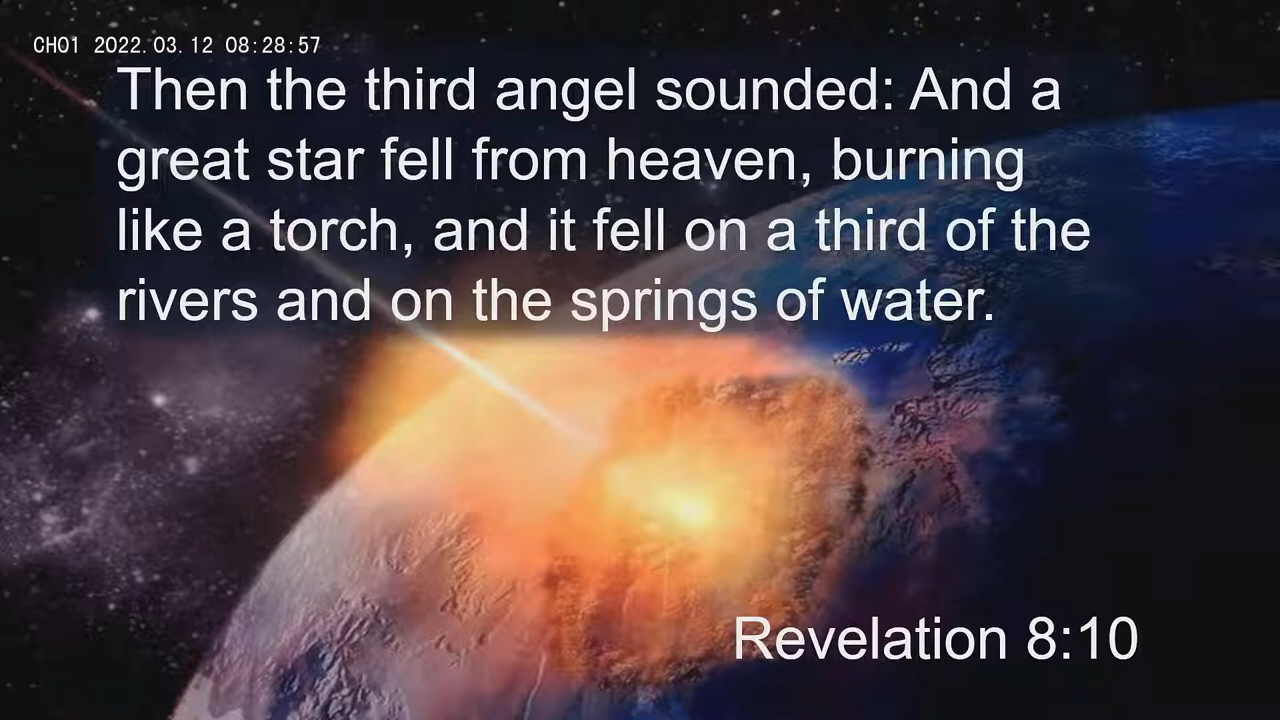 CH01 2022.03.12 08:28:57
Then the third angel sounded: And a
great star fell from heaven, burning
like a torch, and it fell on a third of the
rivers and on the springs of water.
Revelation 8:10